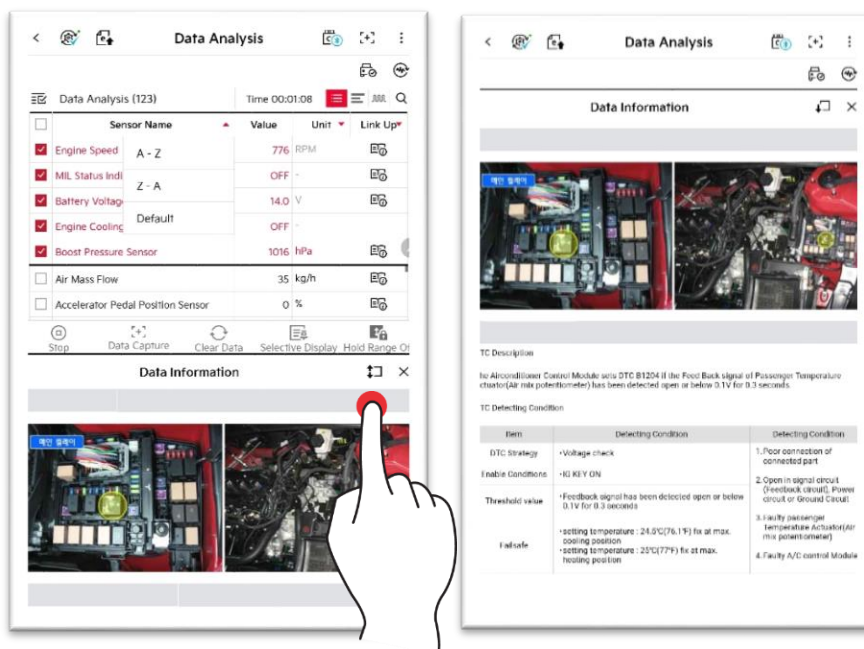 Data Analysis
Data Analysis (123)
Time 00:01:08
Sensor Name
Value
Unit
Link Up
Engine Speed
776
RPM
A - Z
MIL Status Indi
OFF
-
Z - A
Battery Voltag
14.0
V
Default
Engine Cooling
OFF
-
Boost Pressure Sensor
1016
hPa
Air Mass Flow
35
kg/h
Accelerator Pedal Position Sensor
0
%
Stop
Data Capture
Clear Data
Selective Display
Hold Range Of
Data Information
메인 릴레이
Data Analysis
Data Information
메인 릴레이
TC Description
he Airconditioner Control Module sets DTC B1204 if the Feed Back signal of Passenger Temperature
ctuator(Air mix potentiometer) has been detected open or below 0.1V for 0.3 seconds.
TC Detecting Condition
Item
Detecting Condition
Detecting Condition
DTC Strategy
•Voltage check
Enable Conditions
•IG KEY ON
Threshold value
•Feedback signal has been detected open or below
0.1V for 0.3 seconds
Failsafe
•setting temperature : 24.5°C(76.1°F) fix at max.
cooling position
•setting temperature : 25°C(77°F) fix at max.
heating position
1.Poor connection of
connected part
2.Open in signal circuit
(Feedback circuit), Power
circuit or Ground Circuit
3.Faulty passenger
Temperature Actuator(Air
mix potentiometer)
4.Faulty A/C control Module